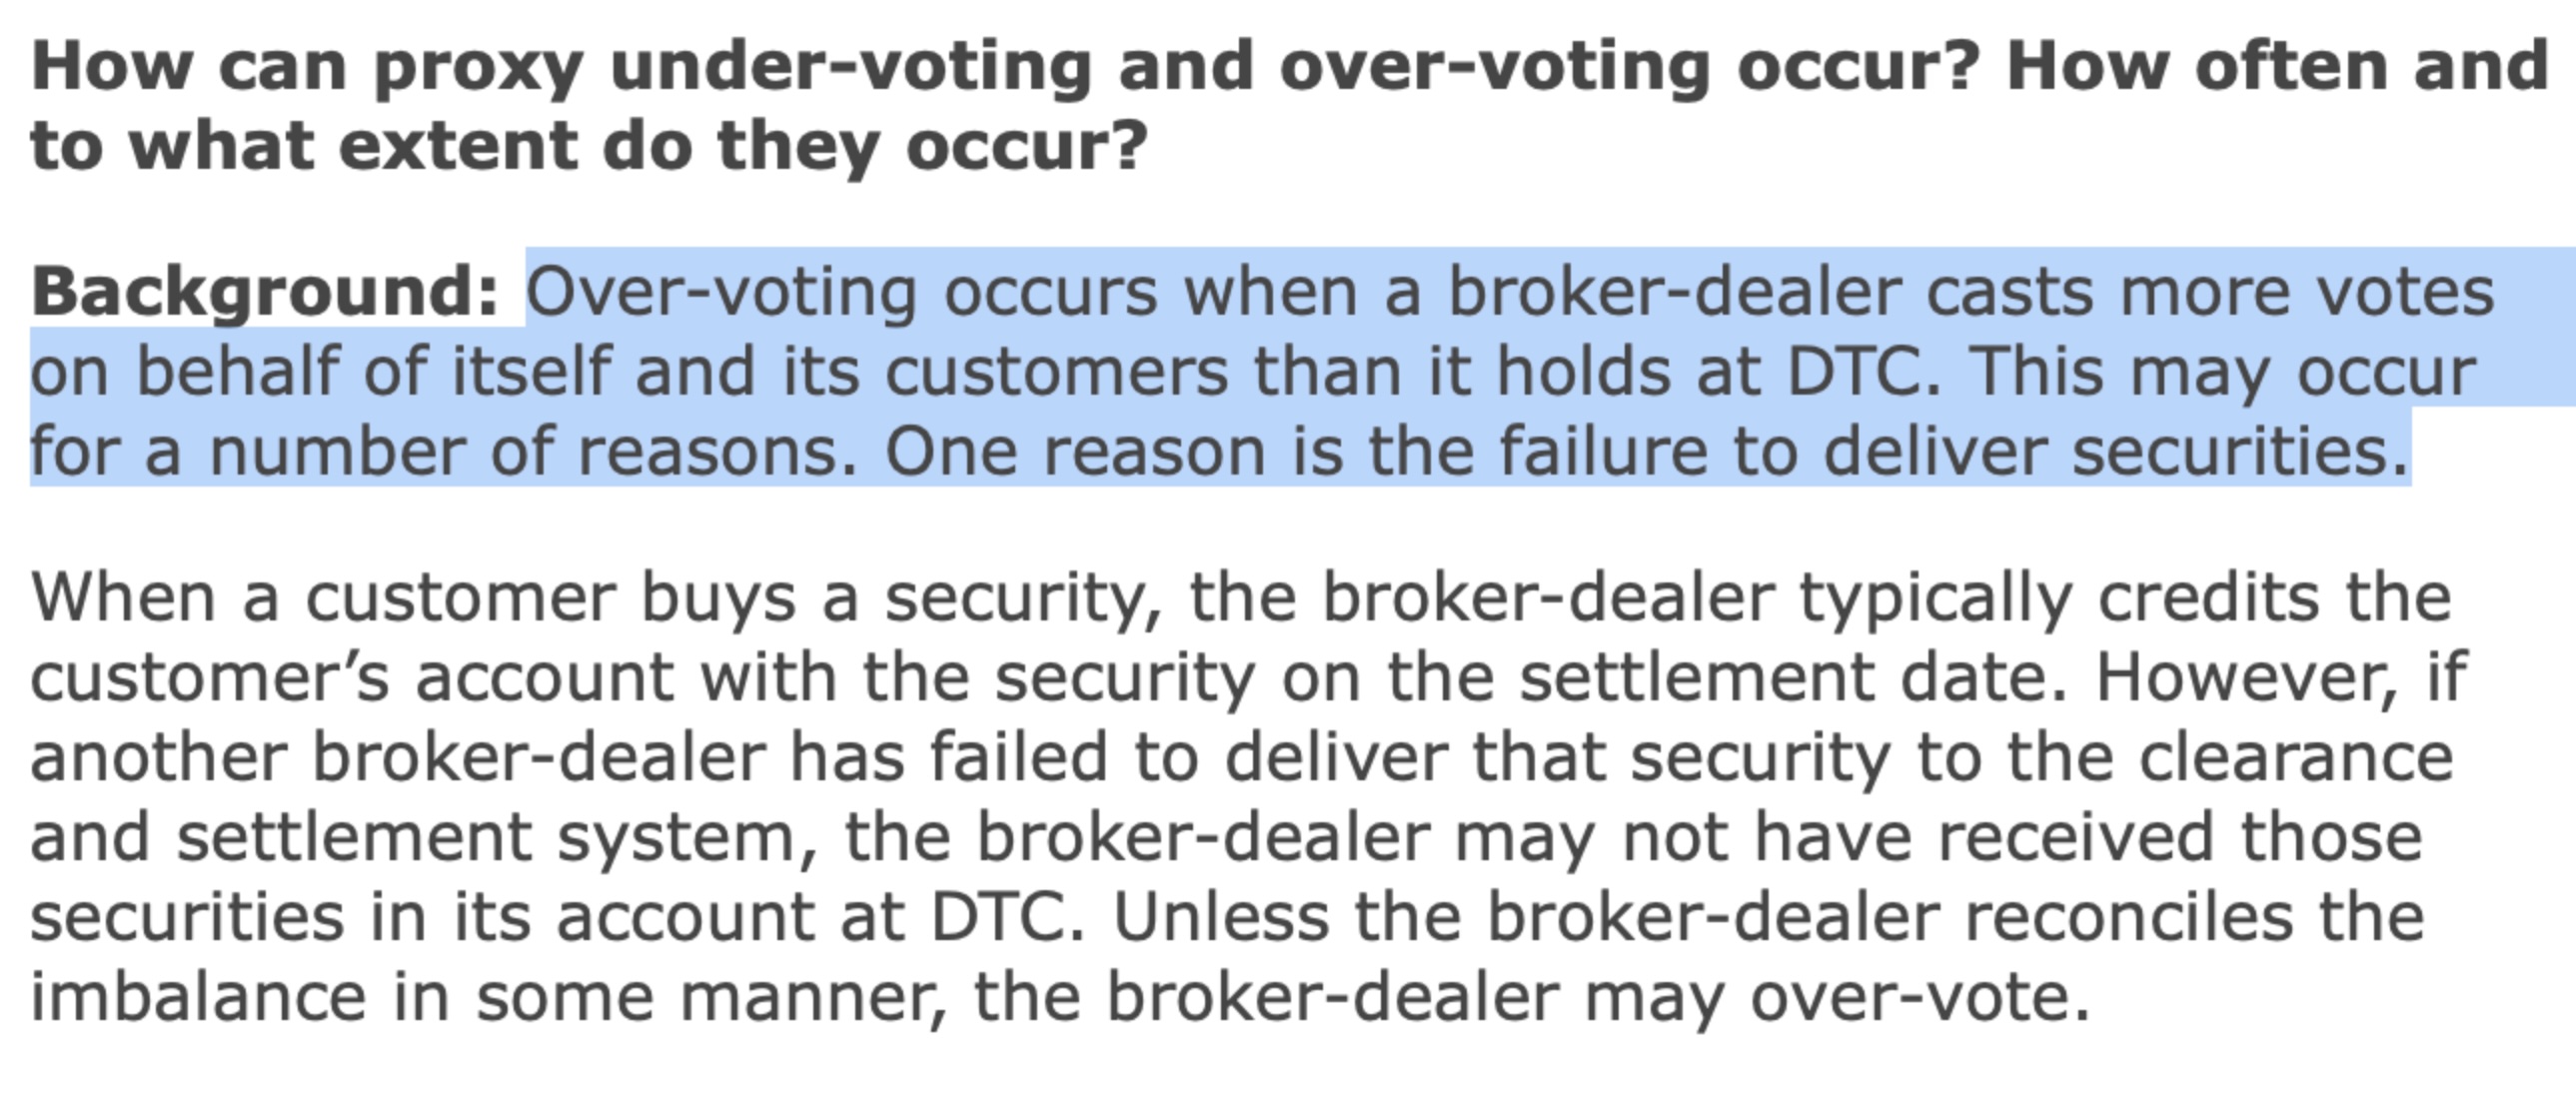 How can proxy under-voting and over-voting occur? How often and
to what extent do they occur?
Background: Over-voting occurs when a broker-dealer casts more votes
on behalf of itself and its customers than it holds at DTC. This may occur
for a number of reasons. One reason is the failure to deliver securities.
When a customer buys a security, the broker-dealer typically credits the
customer’s account with the security on the settlement date. However, if
another broker-dealer has failed to deliver that security to the clearance
and settlement system, the broker-dealer may not have received those
securities in its account at DTC. Unless the broker-dealer reconciles the
imbalance in some manner, the broker-dealer may over-vote.